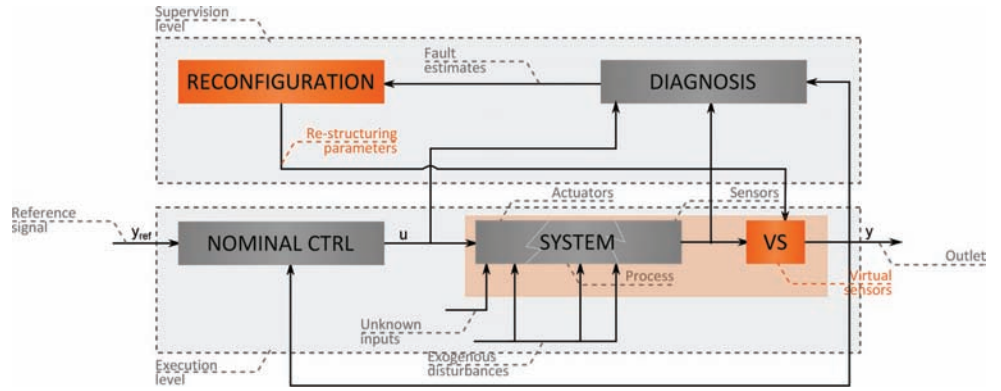 Supervision
level
Fault
estimates
RECONFIGURATION
DIAGNOSIS
Re-structuring
parameters
Reference
signal
Actuators
Sensors
yref
NOMINAL CTRL
u
SYSTEM
VS
y
Outlet
Process
Virtual
sensors
Unknown
inputs
Exogenous
disturbances
Execution
level